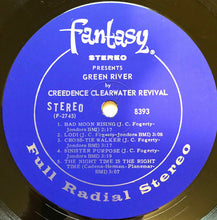 fantasy.
STEREO
PRESENTS
GREEN RIVER
by
CREEDENCE CLEARWATER REVIVAL
STEREO
(F-2745)
8393
1. BAD MOON RISING (J. C. Fogerty-
Jondora BMI) 2:17
2. LODI (J. C. Fogerty-Jondora BMI) 3:09
3. CROSS-TIE WALKER (J. C. Fogerty-
Jondora BMI) 3:17
4. SINISTER PURPOSE (J. C. Fogerty-
Jondora BMI) 3:20
5. THE NIGHT TIME IS THE RIGHT
TIME (Cadena-Herman-Planemar-
BMI) 3:07
Full Radial Stereo